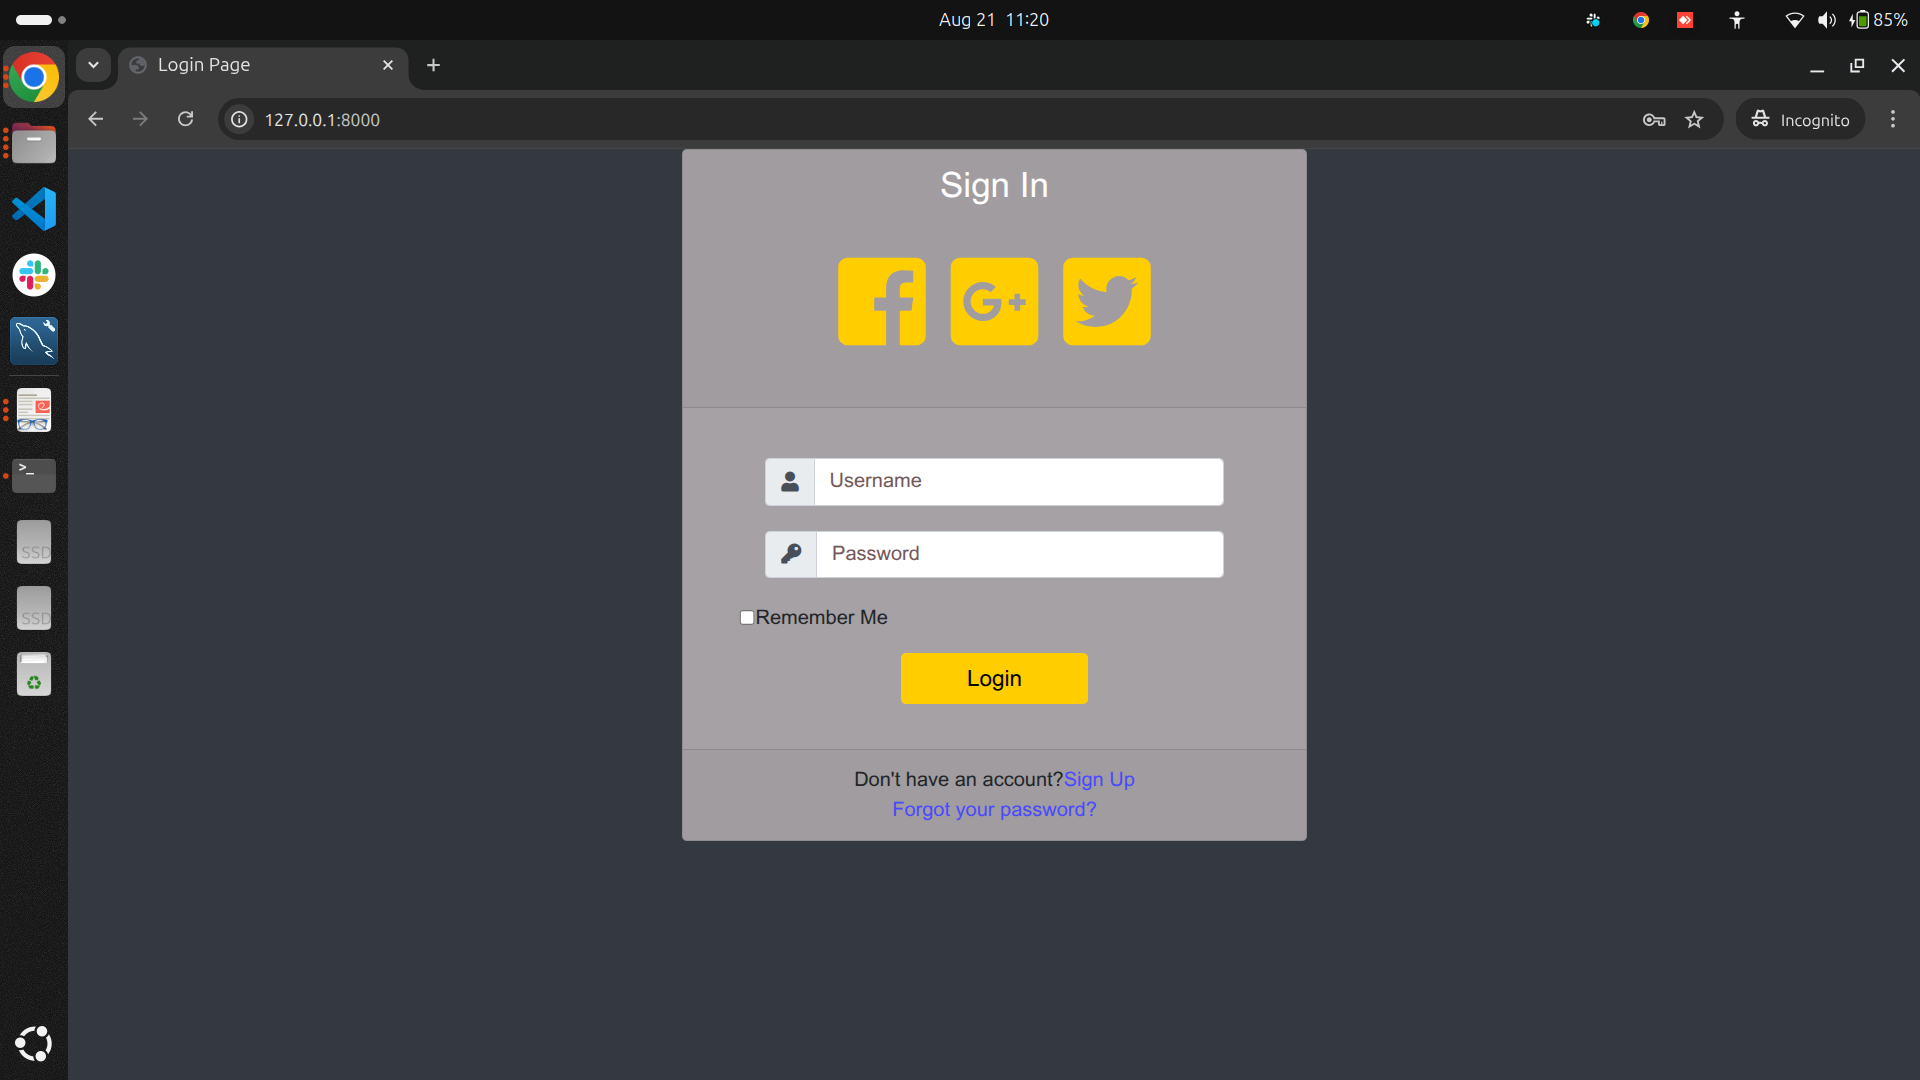 Aug 21 11:20
85%
Login Page
127.0.0.1:8000
Incognito
Sign In
G+
Username
Password
Remember Me
Login
Don't have an account?Sign Up
Forgot your password?
>_
SSD
SSD